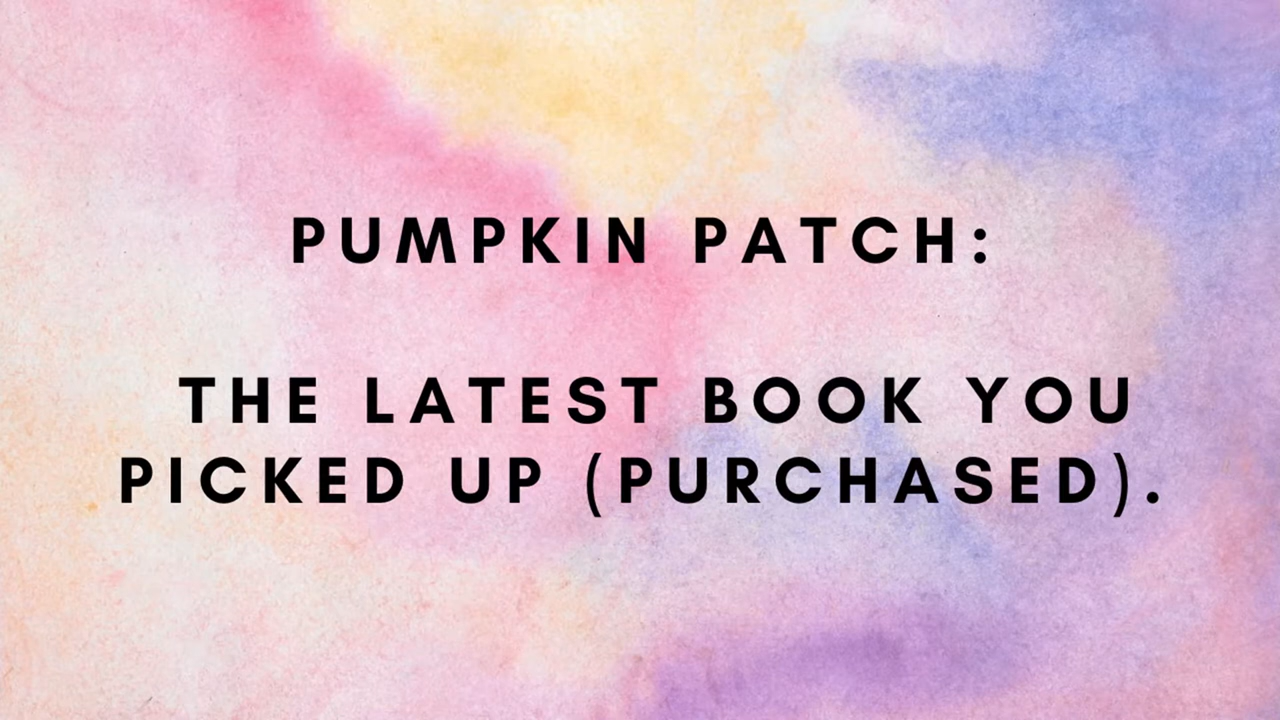 PUMPKIN PATCH:
THE LATEST BOOK YOU
PICKED UP (PURCHASED).